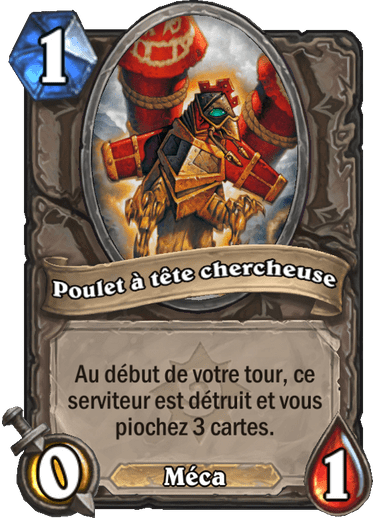 1
Poulet à tête chercheuse
Au début de votre tour, ce
serviteur est détruit et vous
piochez 3 cartes.
0
Méca
1